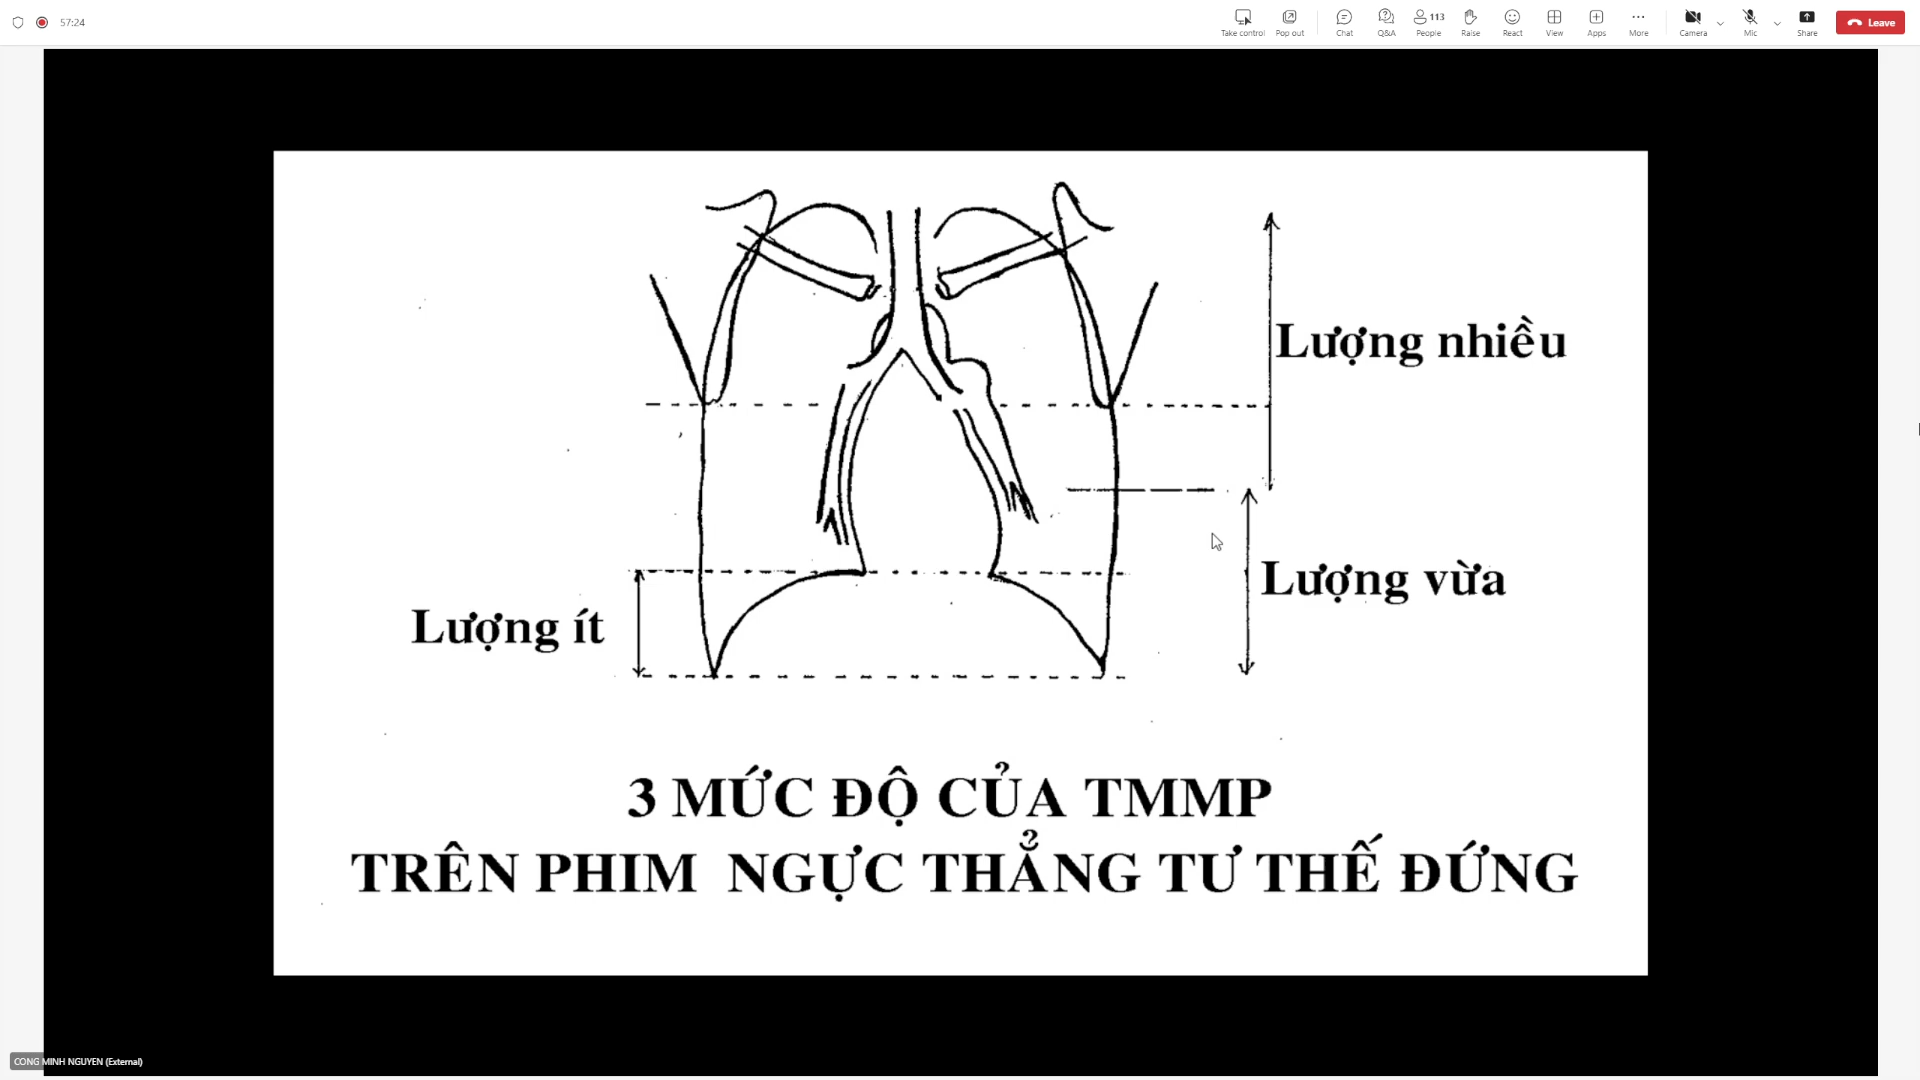 57:24
Take control
Pop out
Chat
Q&A
113
People
Raise
React
View
Apps
More
Camera
Mic
Share
Leave
Lượng nhiều
Lượng vừa
Lượng ít
3 MỨC ĐỘ CỦA TMMP
TRÊN PHIM NGỰC THẲNG TƯ THẾ ĐỨNG
CONG MINH NGUYEN (External)